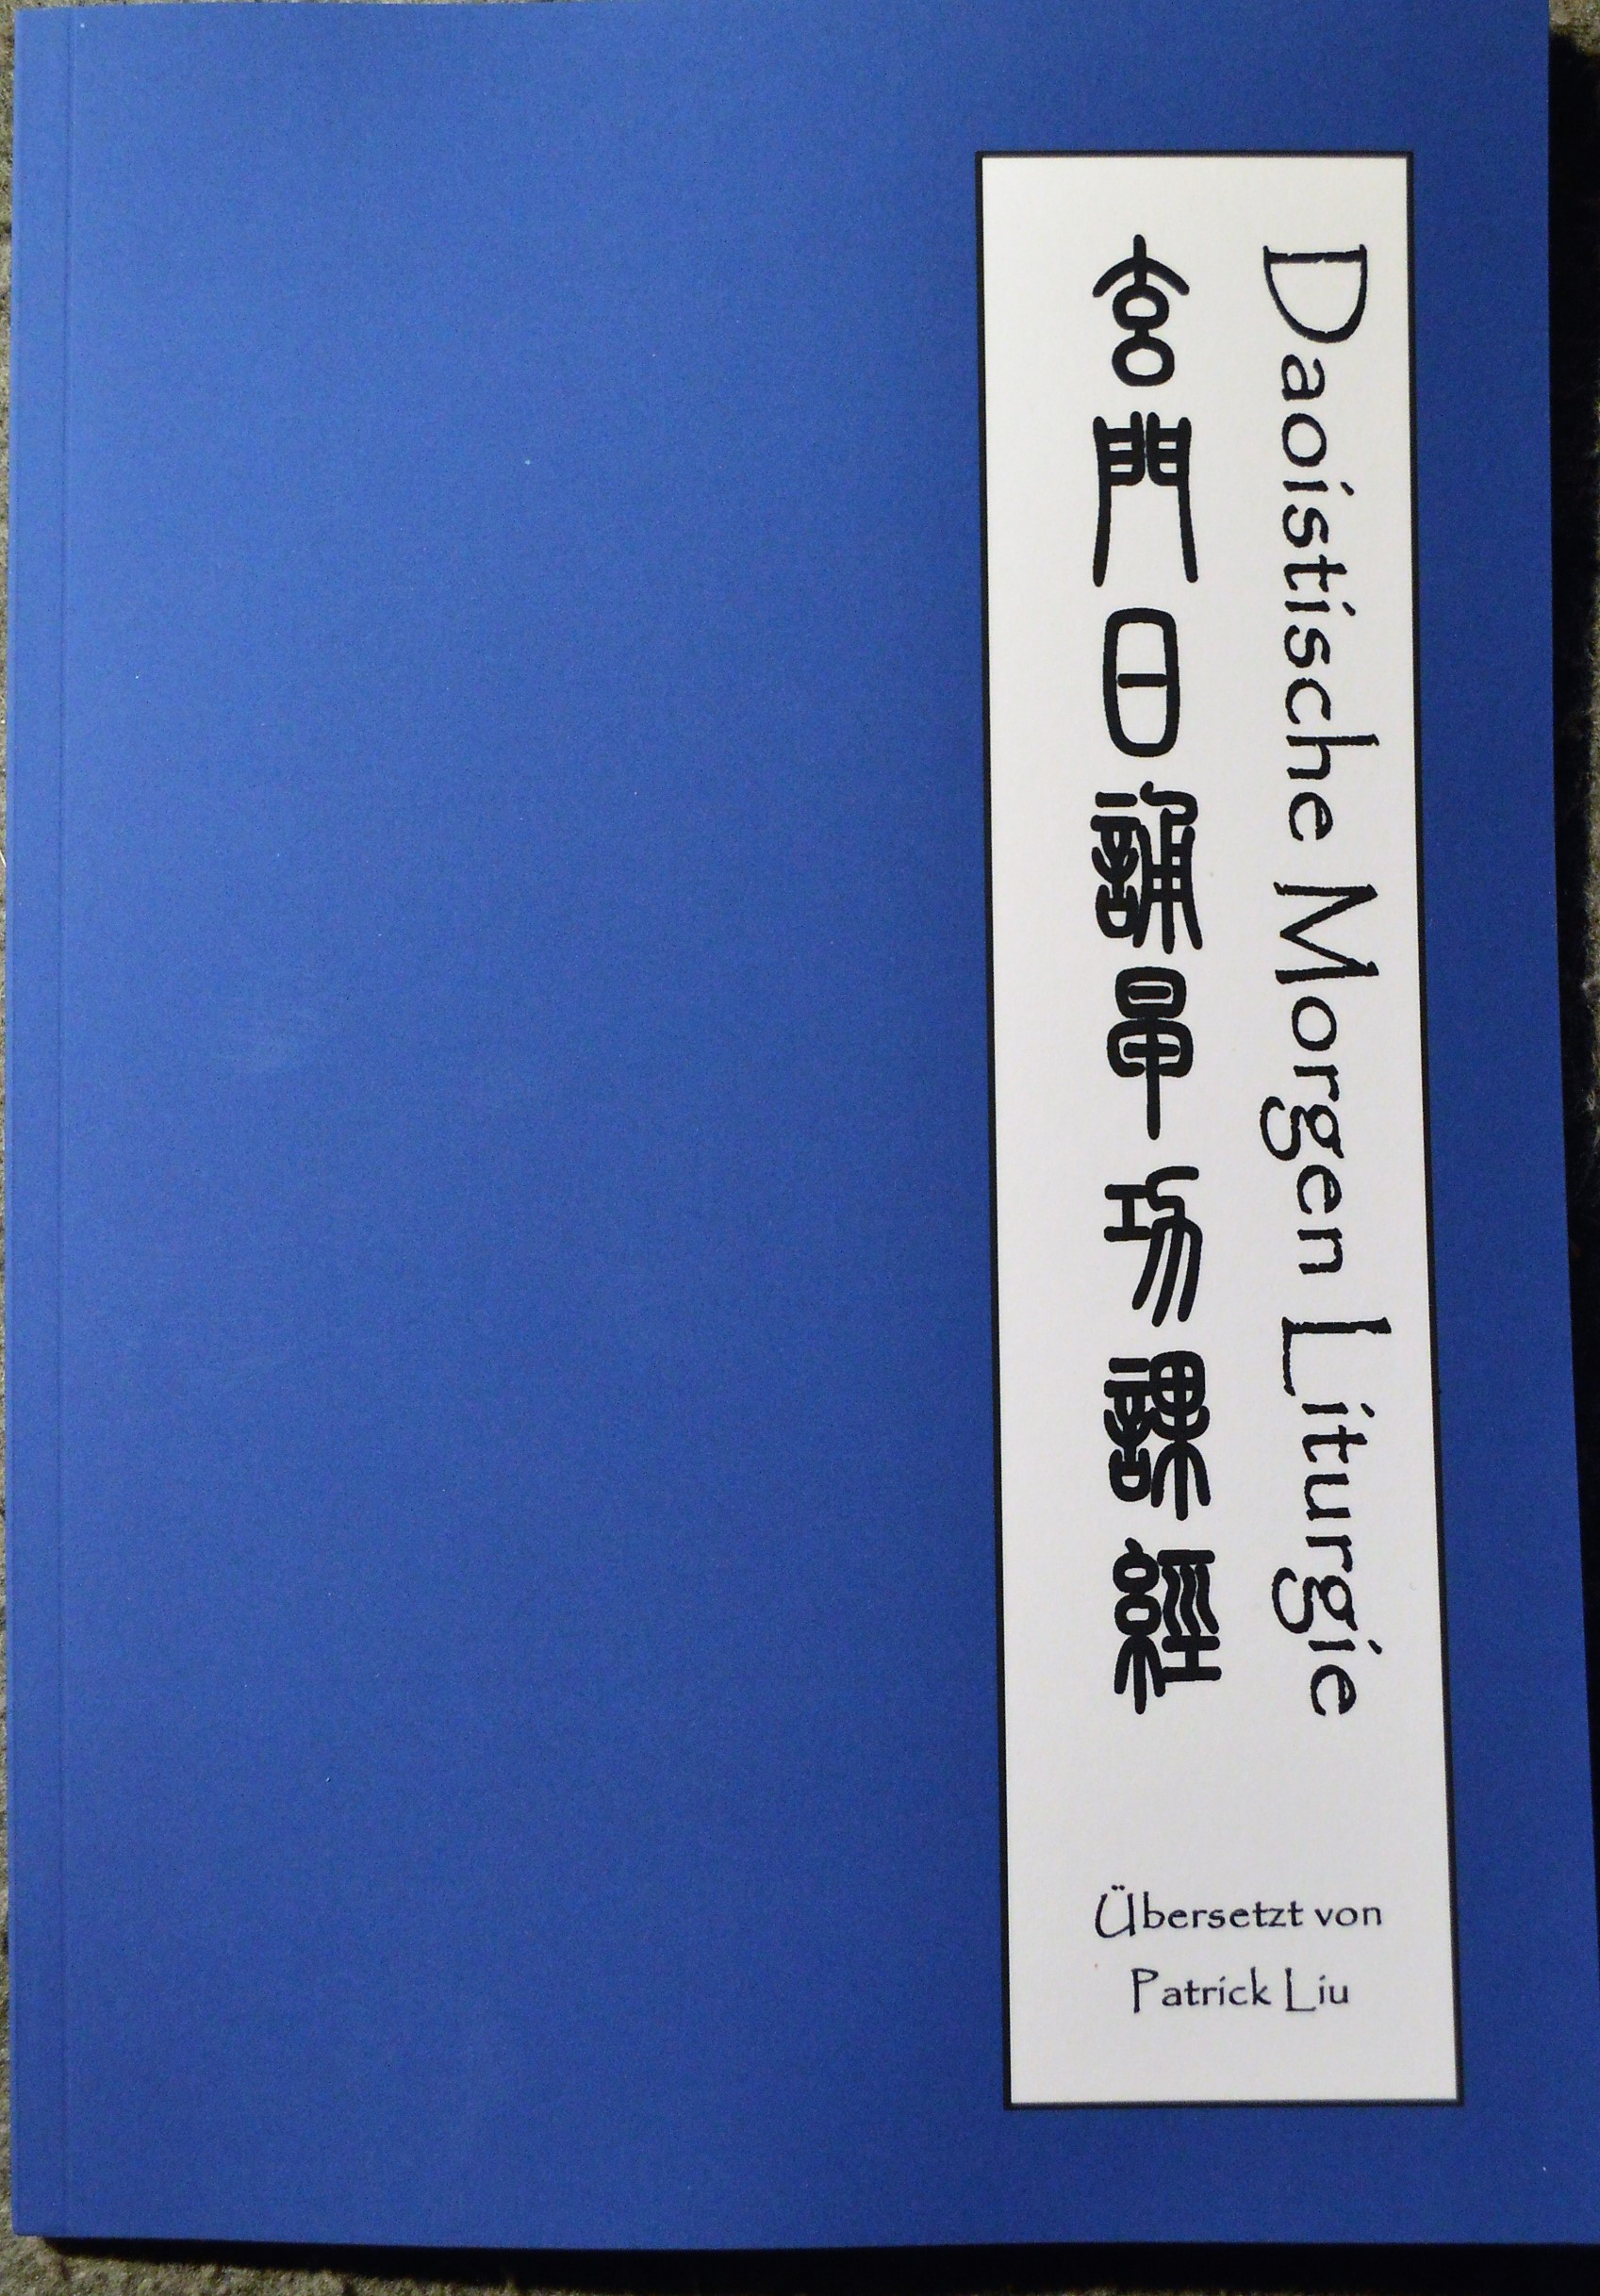 Daoistische Morgen Liturgie
玄門日誦早功課經
Übersetzt von
Patrick Liu